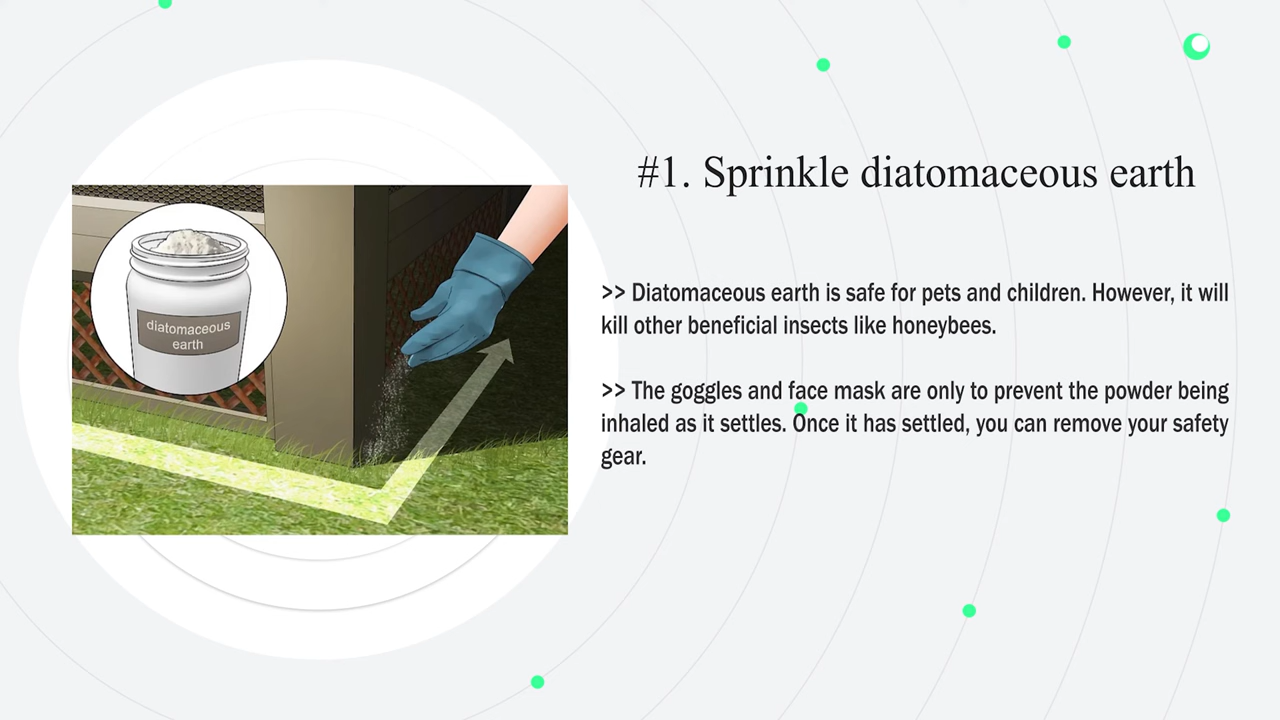 #1. Sprinkle diatomaceous earth
diatomaceous
earth
>> Diatomaceous earth is safe for pets and children. However, it will
kill other beneficial insects like honeybees.
>> The goggles and face mask are only to prevent the powder being
inhaled as it settles. Once it has settled, you can remove your safety
gear.